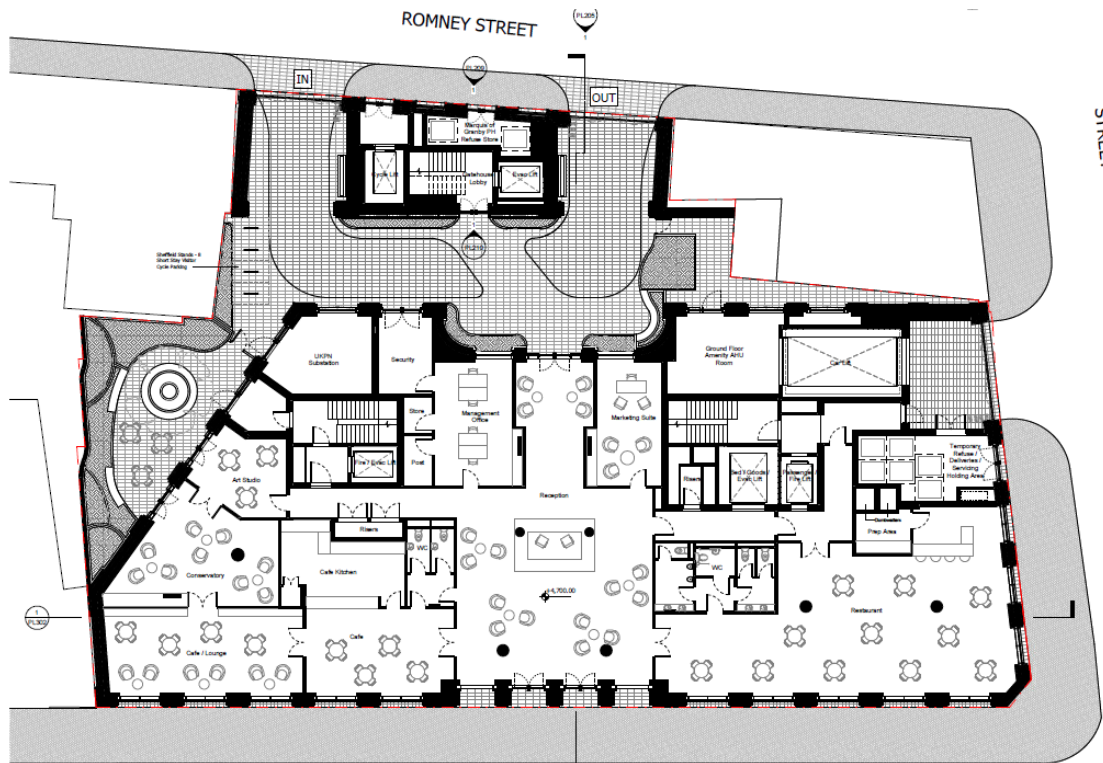 ROMNEY STREET
PL205
1
PL209
1
IN
OUT
Marquis of
Granby PH
Refuse Store
Cycle Lift
Gatehouse
Lobby
Evac Lift
PL210
Sheffield Stands - 6
Short Stay Visitor
Cycle Parking
UKPN
Substation
Security
Ground Floor
Amenity AHU
Room
Car Lift
Store
Management
Office
Marketing Suite
Post
Fire / Evac Lift
Art Studio
Risers
Bed / Goods /
Evac Lift
Passenger /
Fire Lift
Temporary
Refuse /
Deliveries /
Servicing
Holding Area
Reception
Risers
Prep Area
WC
WC
Cafe Kitchen
Conservatory
+4,700.00
Restaurant
1
PL302
Cafe / Lounge
Cafe